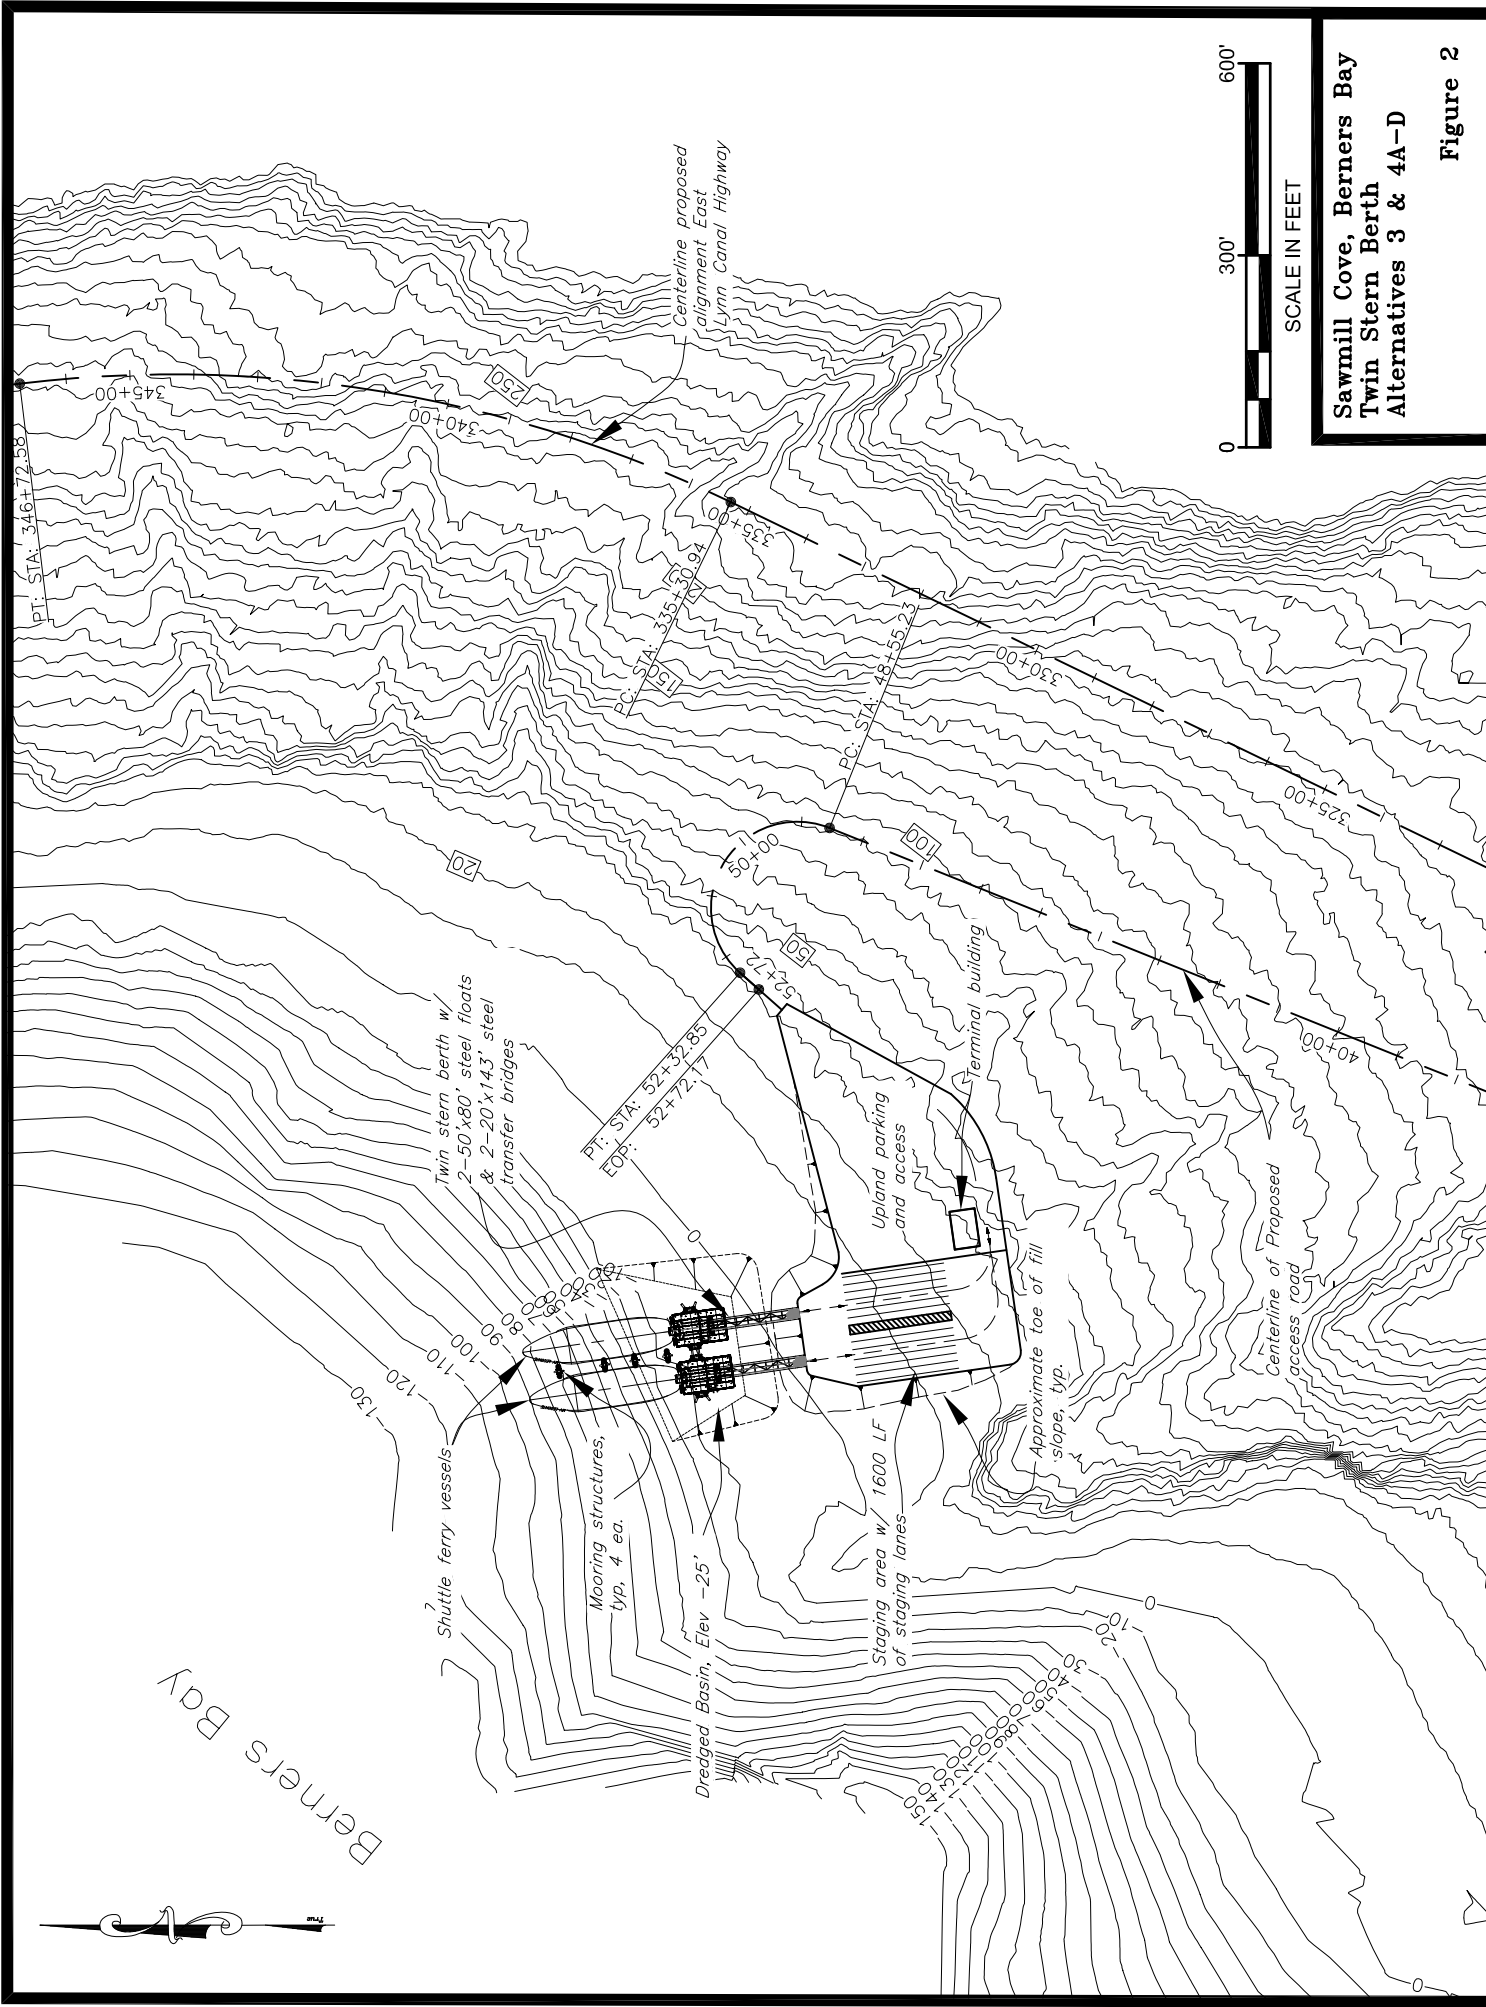 Sawmill Cove, Berners Bay
Twin Stern Berth
Alternatives 3 & 4A-D
Figure 2
0
300'
600'
SCALE IN FEET
True
Berners Bay
Shuttle ferry vessels
Twin stern berth w/
2-50'x80' steel floats
& 2-20'x143' steel
transfer bridges
Mooring structures,
typ, 4 ea.
Dredged Basin, Elev -25'
Staging area w/ 1600 LF
of staging lanes
Approximate toe of fill
slope, typ.
Upland parking
and access
Terminal building
Centerline of Proposed
access road
Centerline proposed
alignment East
Lynn Canal Highway
PT: STA: 346+72.58
PC: STA: 335+30.94
PC: STA: 48+55.23
PT: STA: 52+32.85
EOP: 52+72.17
345+00
340+00
335+00
330+00
325+00
50+00
52+72
40+00
250
150
100
50
20
0
-130
120
110
100
90
80
0
-10
20
30
150
0